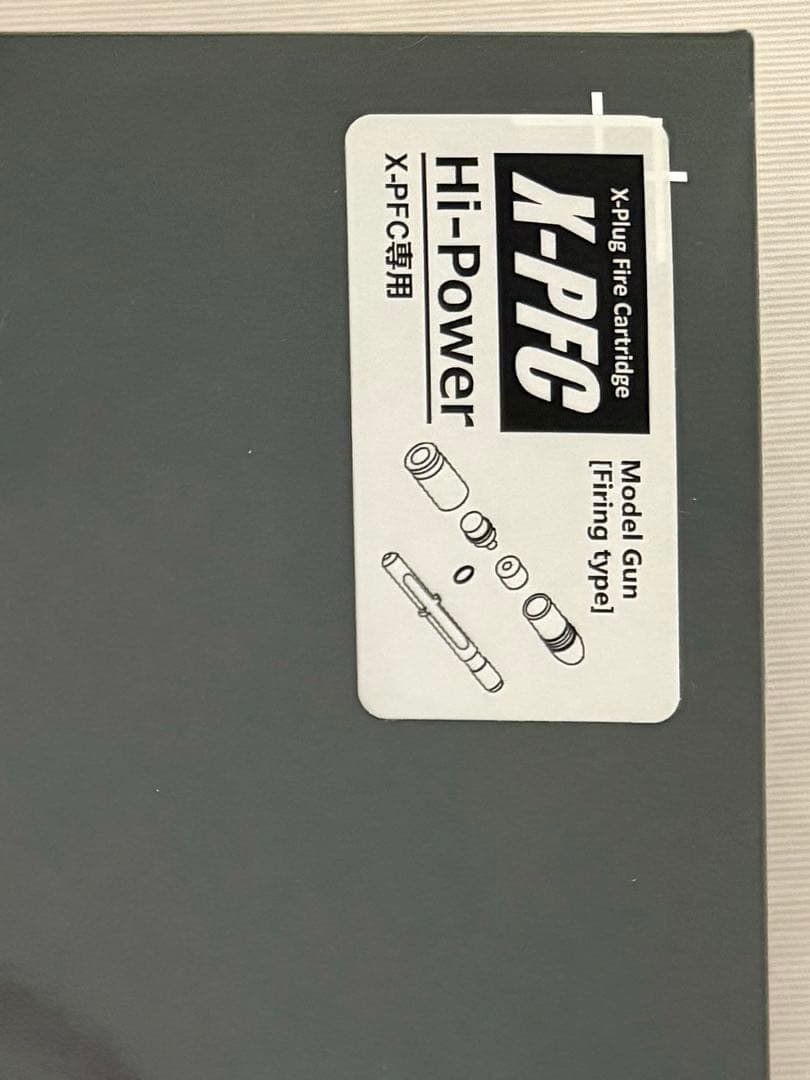 X-Plug Fire Cartridge
X-PFC
Hi-Power
X-PFC専用
Model Gun
[Firing type]